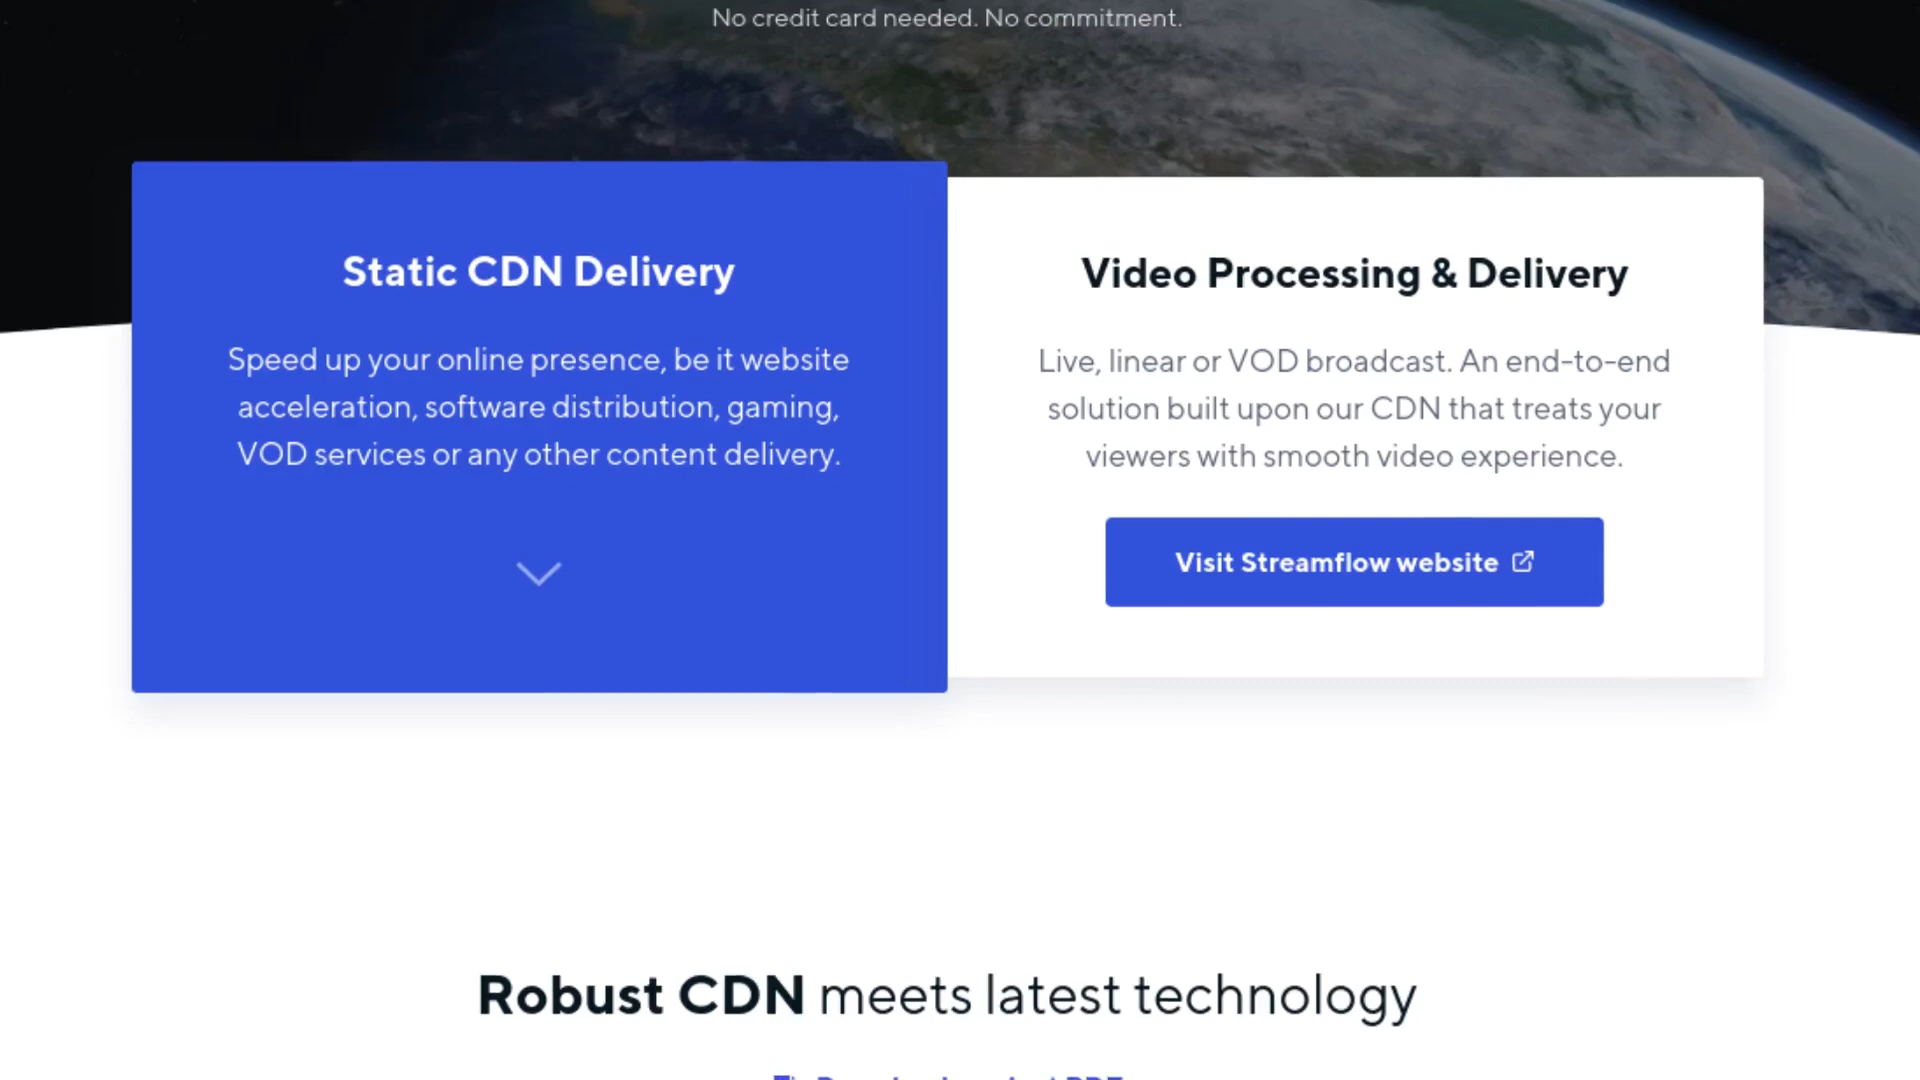 No credit card needed. No commitment.
Static CDN Delivery
Speed up your online presence, be it website
acceleration, software distribution, gaming,
VOD services or any other content delivery.
Video Processing & Delivery
Live, linear or VOD broadcast. An end-to-end
solution built upon our CDN that treats your
viewers with smooth video experience.
Visit Streamflow website
Robust CDN meets latest technology